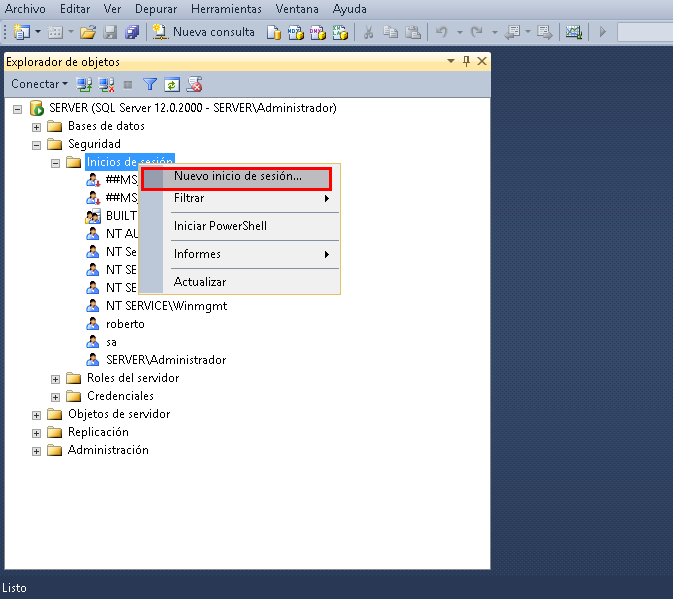 Archivo Editar Ver Depurar Herramientas Ventana Ayuda
Nueva consulta
Explorador de objetos
Conectar
SERVER (SQL Server 12.0.2000 - SERVER\Administrador)
Bases de datos
Seguridad
Inicios de sesión
Nuevo inicio de sesión...
Filtrar
Iniciar PowerShell
Informes
Actualizar
##MS_
##MS_
BUILT
NT AU
NT Se
NT SE
NT SE
NT SERVICE\Winmgmt
roberto
sa
SERVER\Administrador
Roles del servidor
Credenciales
Objetos de servidor
Replicación
Administración
Listo